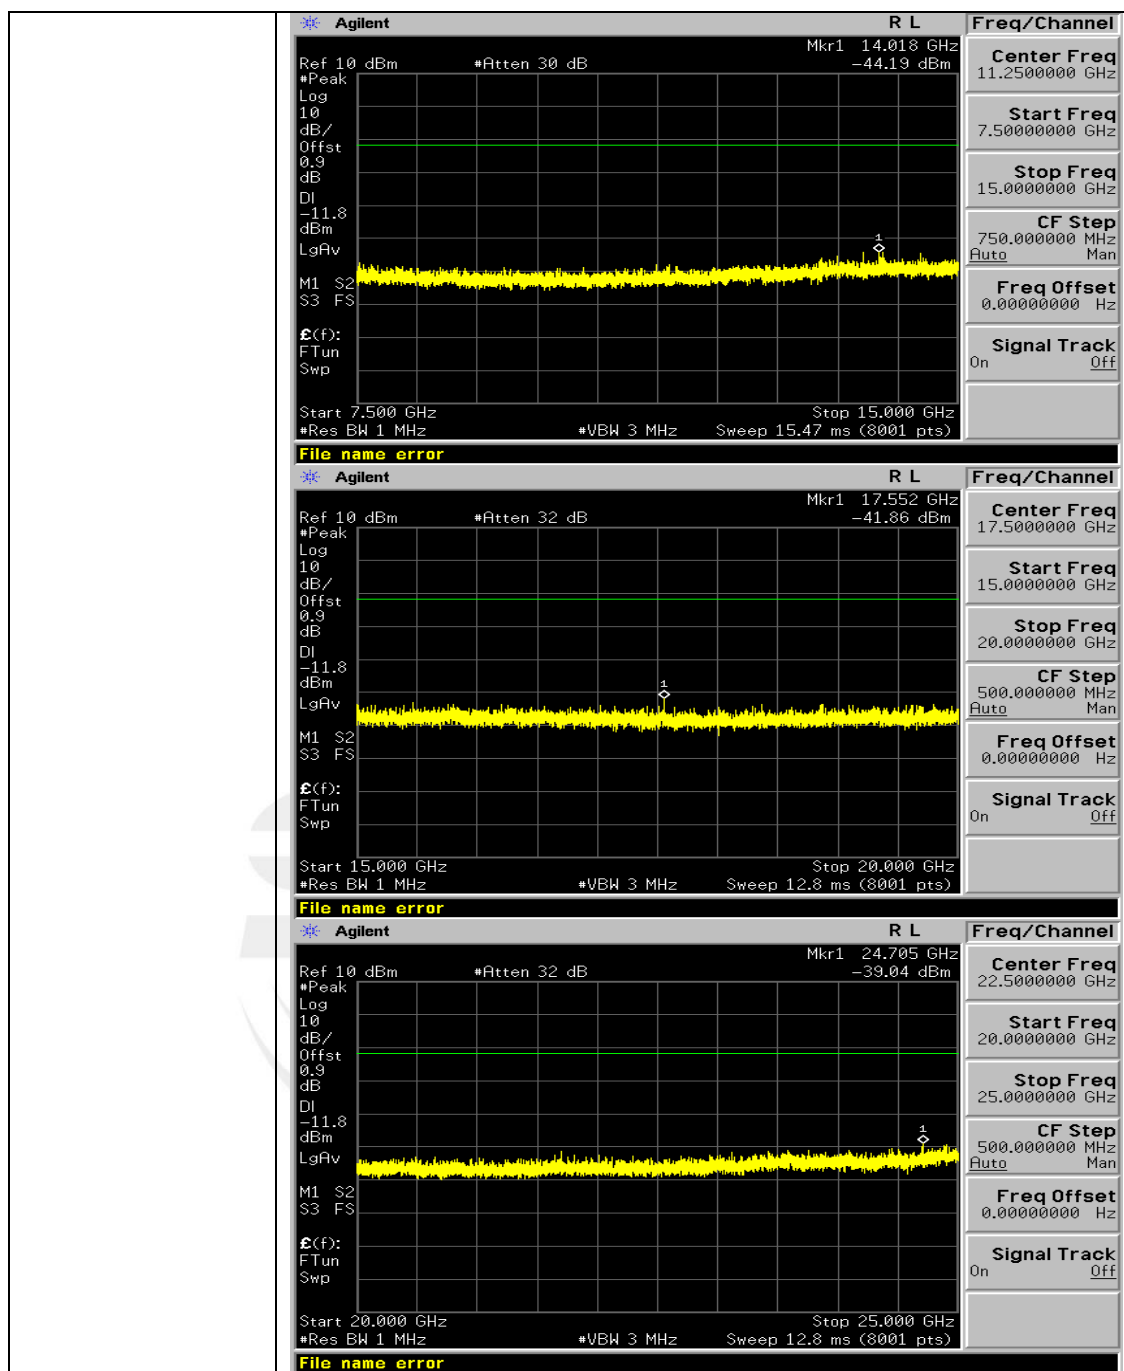 Agilent R L Freq/Channel
Mkr1 14.018 GHz
Ref 10 dBm #Atten 30 dB -44.19 dBm
#Peak
Log
10
dB/
Offst
0.9
dB
DI
-11.8
dBm
LgAv
M1 S2
S3 FS
£(f):
FTun
Swp
1
Start 7.500 GHz Stop 15.000 GHz
#Res BW 1 MHz #VBW 3 MHz Sweep 15.47 ms (8001 pts)
Center Freq
11.2500000 GHz
Start Freq
7.50000000 GHz
Stop Freq
15.0000000 GHz
CF Step
750.000000 MHz
Auto Man
Freq Offset
0.00000000 Hz
Signal Track
On Off
File name error
Agilent R L Freq/Channel
Mkr1 17.552 GHz
Ref 10 dBm #Atten 32 dB -41.86 dBm
#Peak
Log
10
dB/
Offst
0.9
dB
DI
-11.8
dBm
LgAv
M1 S2
S3 FS
£(f):
FTun
Swp
1
Start 15.000 GHz Stop 20.000 GHz
#Res BW 1 MHz #VBW 3 MHz Sweep 12.8 ms (8001 pts)
Center Freq
17.5000000 GHz
Start Freq
15.0000000 GHz
Stop Freq
20.0000000 GHz
CF Step
500.000000 MHz
Auto Man
Freq Offset
0.00000000 Hz
Signal Track
On Off
File name error
Agilent R L Freq/Channel
Mkr1 24.705 GHz
Ref 10 dBm #Atten 32 dB -39.04 dBm
#Peak
Log
10
dB/
Offst
0.9
dB
DI
-11.8
dBm
LgAv
M1 S2
S3 FS
£(f):
FTun
Swp
1
Start 20.000 GHz Stop 25.000 GHz
#Res BW 1 MHz #VBW 3 MHz Sweep 12.8 ms (8001 pts)
Center Freq
22.5000000 GHz
Start Freq
20.0000000 GHz
Stop Freq
25.0000000 GHz
CF Step
500.000000 MHz
Auto Man
Freq Offset
0.00000000 Hz
Signal Track
On Off
File name error